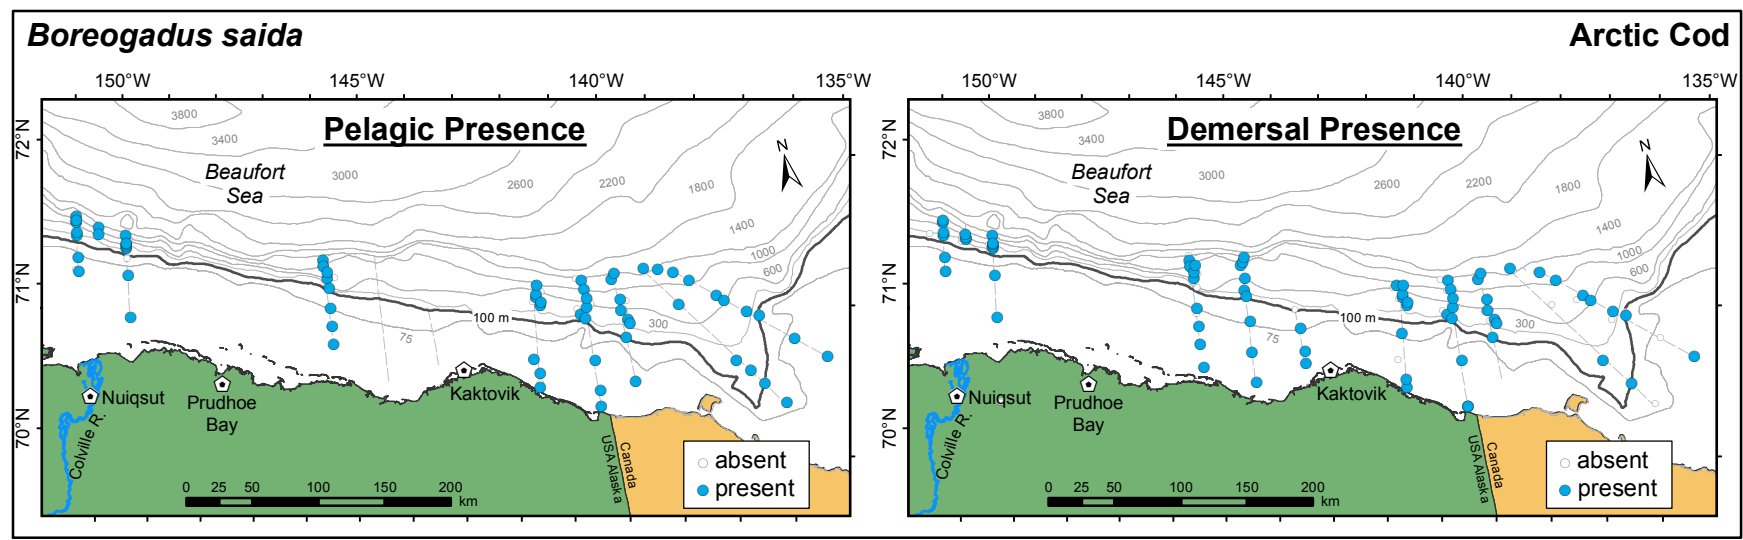 Boreogadus saida
Arctic Cod
150°W 145°W 140°W 135°W
72°N
71°N
70°N
Pelagic Presence
Beaufort
Sea
N
3800
3400
3000
2600
2200
1800
1400
1000
600
300
100 m
75
Nuiqsut
Prudhoe
Bay
Kaktovik
Colville R.
USA Alaska
Canada
absent
present
0 25 50 100 150 200
km
150°W 145°W 140°W 135°W
72°N
71°N
70°N
Demersal Presence
Beaufort
Sea
N
3800
3400
3000
2600
2200
1800
1400
1000
600
300
100 m
75
Nuiqsut
Prudhoe
Bay
Kaktovik
Colville R.
USA Alaska
Canada
absent
present
0 25 50 100 150 200
km